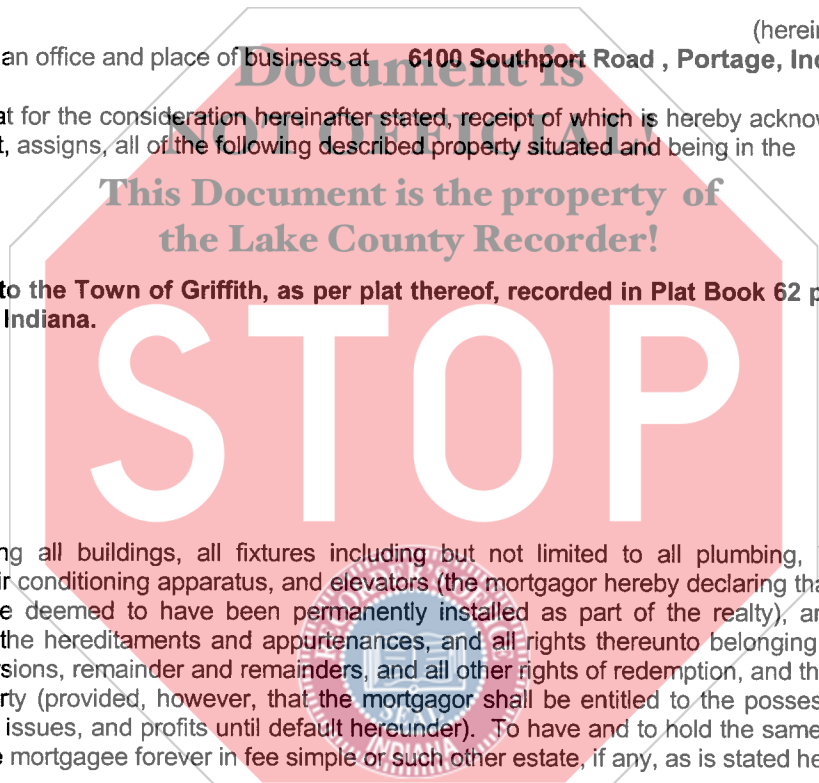 (herein
an office and place of business at 6100 Southport Road , Portage, Ind
Document is
at for the consideration hereinafter stated, receipt of which is hereby acknow
NOT OFFICIAL!
t, assigns, all of the following described property situated and being in the
This Document is the property of
the Lake County Recorder!
to the Town of Griffith, as per plat thereof, recorded in Plat Book 62 p
Indiana.
STOP
ng all buildings, all fixtures including but not limited to all plumbing,
ir conditioning apparatus, and elevators (the mortgagor hereby declaring tha
e deemed to have been permanently installed as part of the realty), an
the hereditaments and appurtenances, and all rights thereunto belonging
rsions, remainder and remainders, and all other rights of redemption, and th
rty (provided, however, that the mortgagor shall be entitled to the posses
issues, and profits until default hereunder). To have and to hold the same
e mortgagee forever in fee simple or such other estate, if any, as is stated he
SEAL
INDIANA